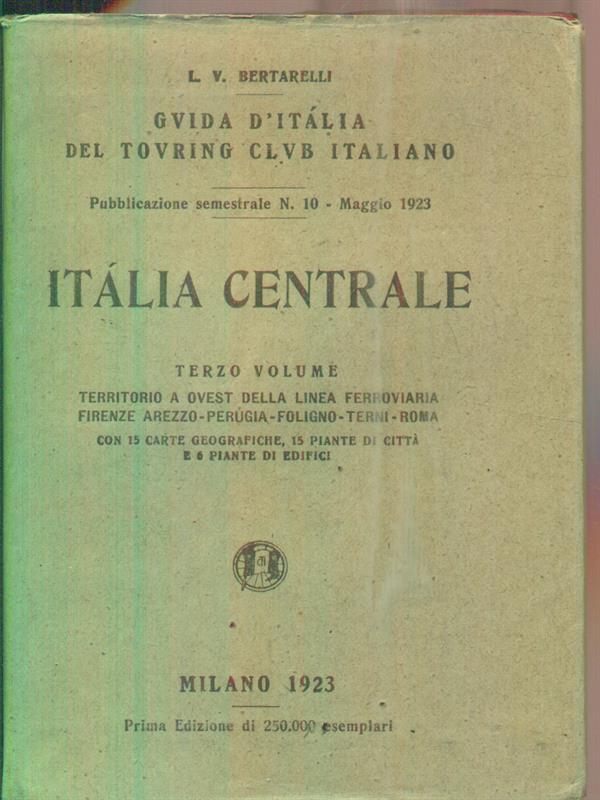 L. V. BERTARELLI
GVIDA D'ITÁLIA
DEL TOVRING CLVB ITALIANO
Pubblicazione semestrale N. 10 - Maggio 1923
ITÁLIA CENTRALE
TERZO VOLUME
TERRITORIO A OVEST DELLA LINEA FERROVIARIA
FIRENZE AREZZO-PERÚGIA-FOLIGNO-TERNI-ROMA
CON 15 CARTE GEOGRAFICHE, 15 PIANTE DI CITTÀ
E 6 PIANTE DI EDIFICI
MILANO 1923
Prima Edizione di 250.000 esemplari